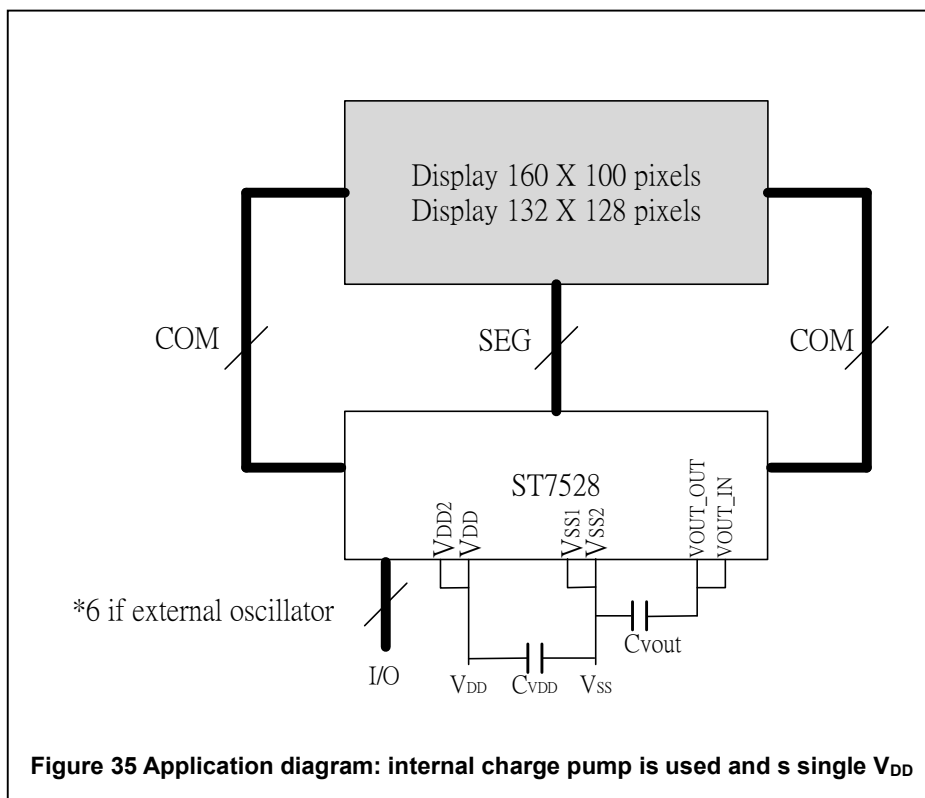 Display 160 X 100 pixels
Display 132 X 128 pixels
COM
SEG
COM
ST7528
VDD2
VDD
VSS1
VSS2
VOUT_OUT
VOUT_IN
*6 if external oscillator
I/O
VDD
CVDD
VSS
Cvout
Figure 35 Application diagram: internal charge pump is used and s single VDD